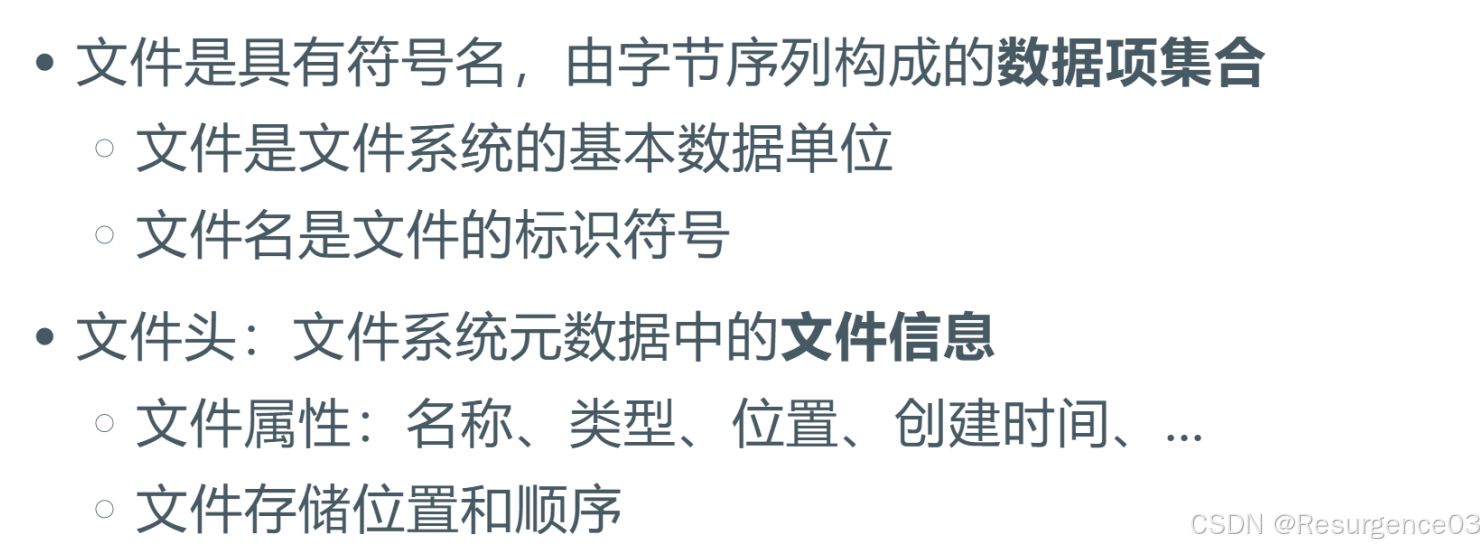 • 文件是具有符号名，由字节序列构成的数据项集合
○ 文件是文件系统的基本数据单位
○ 文件名是文件的标识符号
• 文件头：文件系统元数据中的文件信息
○ 文件属性：名称、类型、位置、创建时间、...
○ 文件存储位置和顺序
CSDN @Resurgence03